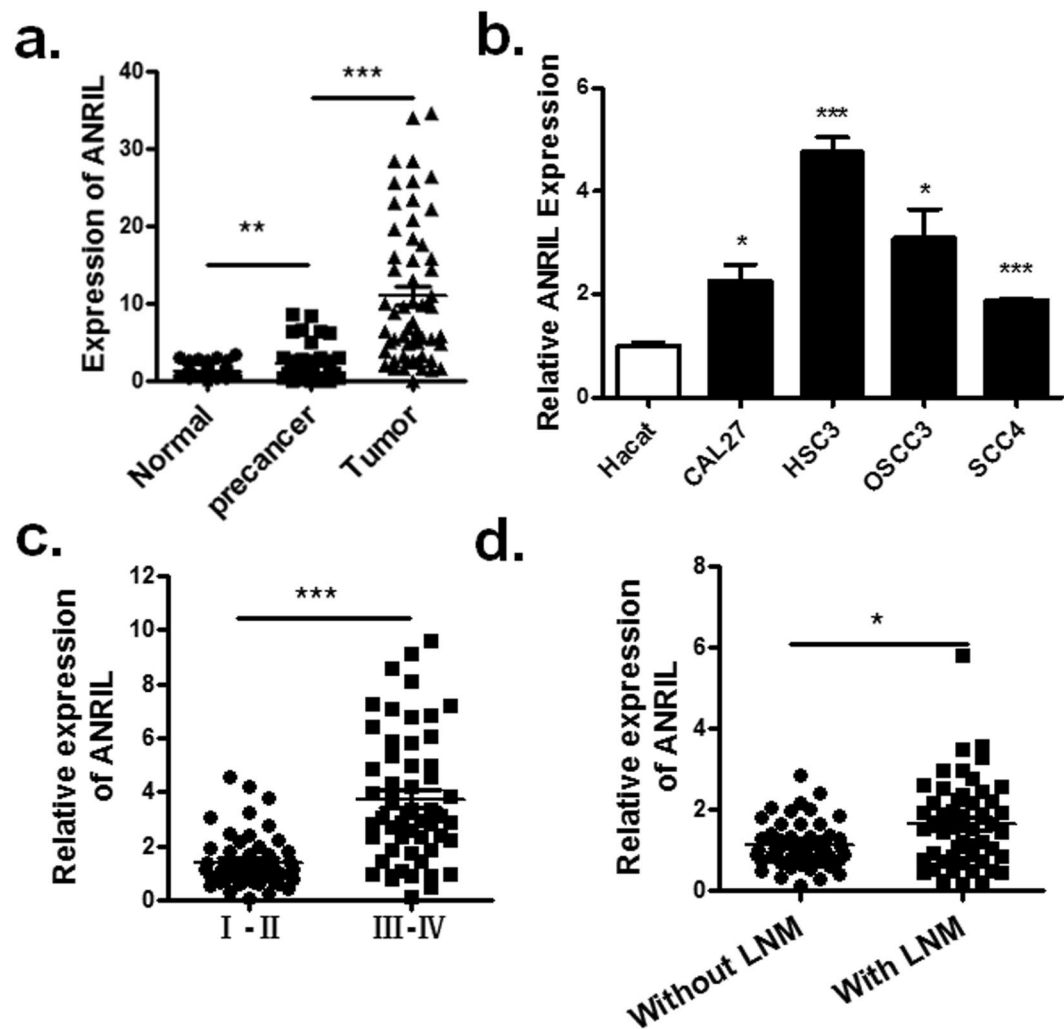 a.
Expression of ANRIL
40
30
20
10
0
**
***
Normal
precancer
Tumor
b.
Relative ANRIL Expression
6
4
2
0
*
***
*
***
Hacat
CAL27
HSC3
OSCC3
SCC4
c.
Relative expression
of ANRIL
12
10
8
6
4
2
0
***
I - II
III-IV
d.
Relative expression
of ANRIL
8
6
4
2
0
*
Without LNM
With LNM